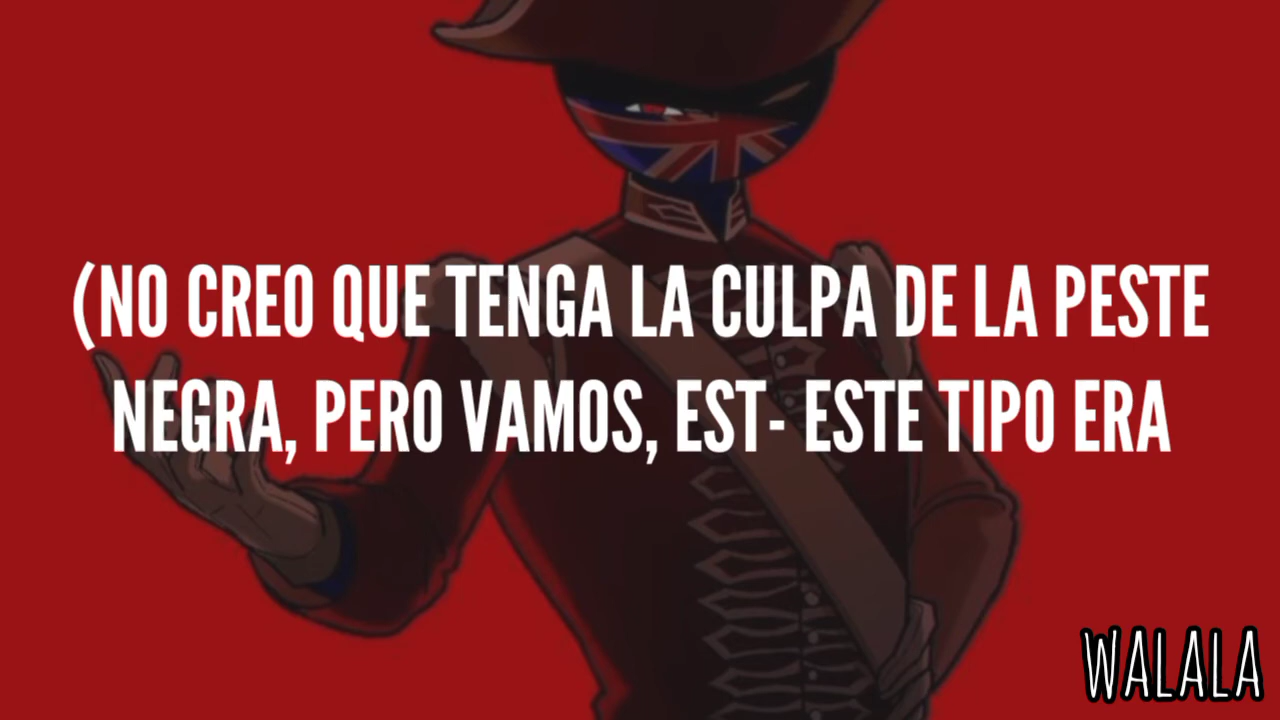 (NO CREO QUE TENGA LA CULPA DE LA PESTE
NEGRA, PERO VAMOS, EST- ESTE TIPO ERA
WALALA